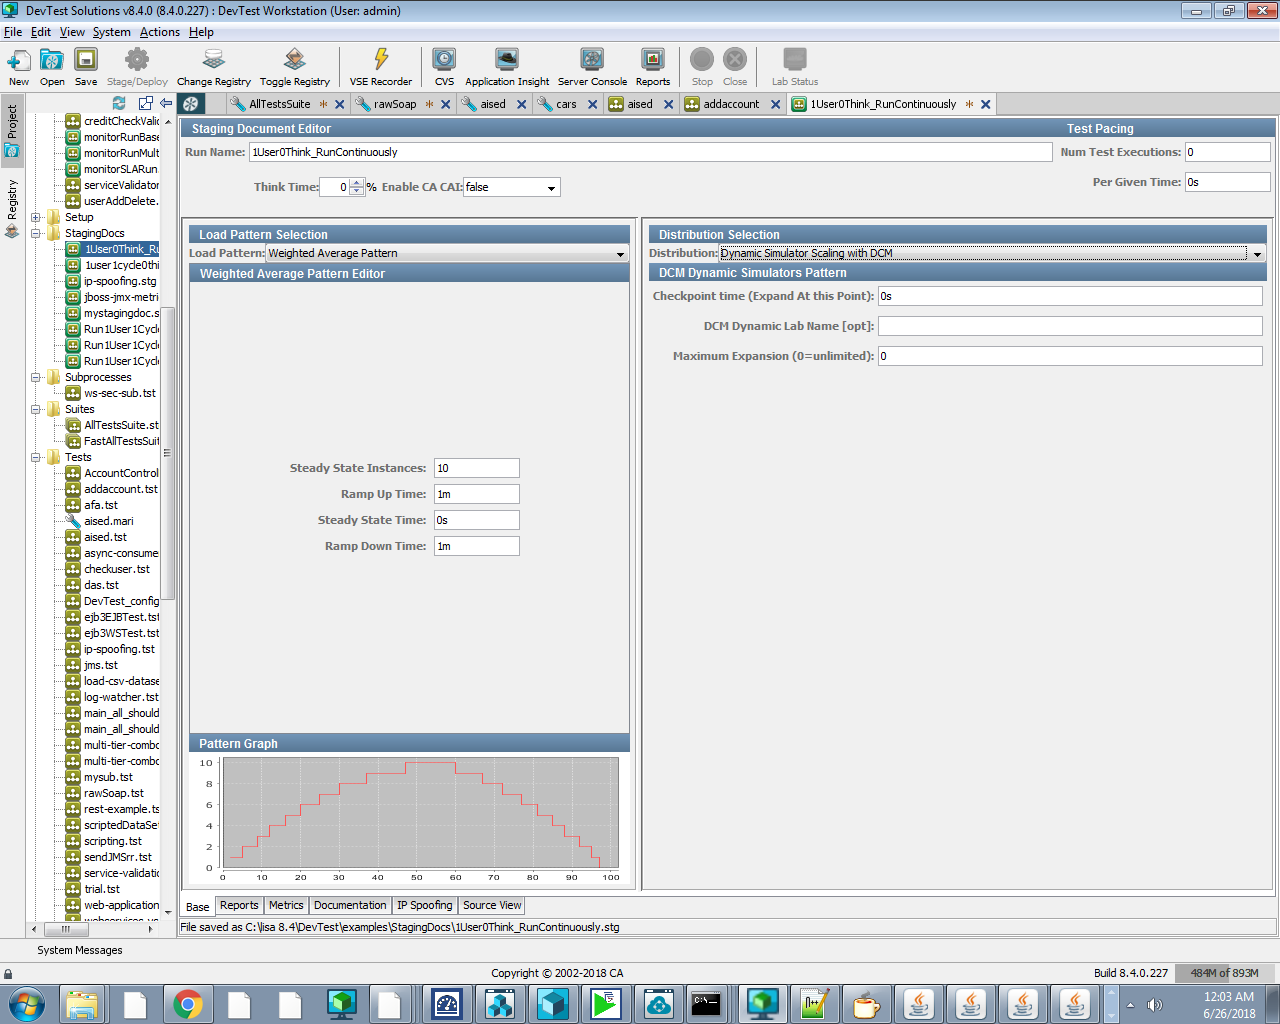 DevTest Solutions v8.4.0 (8.4.0.227) : DevTest Workstation (User: admin)
File Edit View System Actions Help
New Open Save Stage/Deploy Change Registry Toggle Registry VSE Recorder CVS Application Insight Server Console Reports Stop Close Lab Status
AllTestsSuite rawSoap aised cars aised addaccount 1User0Think_RunContinuously
Project
Registry
creditCheckValid
monitorRunBase
monitorRunMult
monitorSLARun
serviceValidator
userAddDelete.
Setup
StagingDocs
1User0Think_Ru
1user1cycle0thi
ip-spoofing.stg
jboss-jmx-metri
mystagingdoc.s
Run1User1Cycl
Run1User1Cycl
Run1User1Cycl
Subprocesses
ws-sec-sub.tst
Suites
AllTestsSuite.st
FastAllTestsSuit
Tests
AccountControl
addaccount.tst
afa.tst
aised.mari
aised.tst
async-consume
checkuser.tst
das.tst
DevTest_config
ejb3EJBTest.tst
ejb3WSTest.tst
ip-spoofing.tst
jms.tst
load-csv-datase
log-watcher.tst
main_all_should
main_all_should
multi-tier-combo
multi-tier-combo
mysub.tst
rawSoap.tst
rest-example.ts
scriptedDataSet
scripting.tst
sendJMSrr.tst
service-validatio
trial.tst
web-application
Staging Document Editor
Test Pacing
Run Name: 1User0Think_RunContinuously
Num Test Executions: 0
Think Time: 0 % Enable CA CAI: false
Per Given Time: 0s
Load Pattern Selection
Load Pattern: Weighted Average Pattern
Weighted Average Pattern Editor
Steady State Instances: 10
Ramp Up Time: 1m
Steady State Time: 0s
Ramp Down Time: 1m
Pattern Graph
10
8
6
4
2
0
0 10 20 30 40 50 60 70 80 90 100
Distribution Selection
Distribution: Dynamic Simulator Scaling with DCM
DCM Dynamic Simulators Pattern
Checkpoint time (Expand At this Point): 0s
DCM Dynamic Lab Name [opt]:
Maximum Expansion (0=unlimited): 0
Base Reports Metrics Documentation IP Spoofing Source View
File saved as C:\lisa 8.4\DevTest\examples\StagingDocs\1User0Think_RunContinuously.stg
System Messages
Copyright © 2002-2018 CA
Build 8.4.0.227 484M of 893M
12:03 AM
6/26/2018